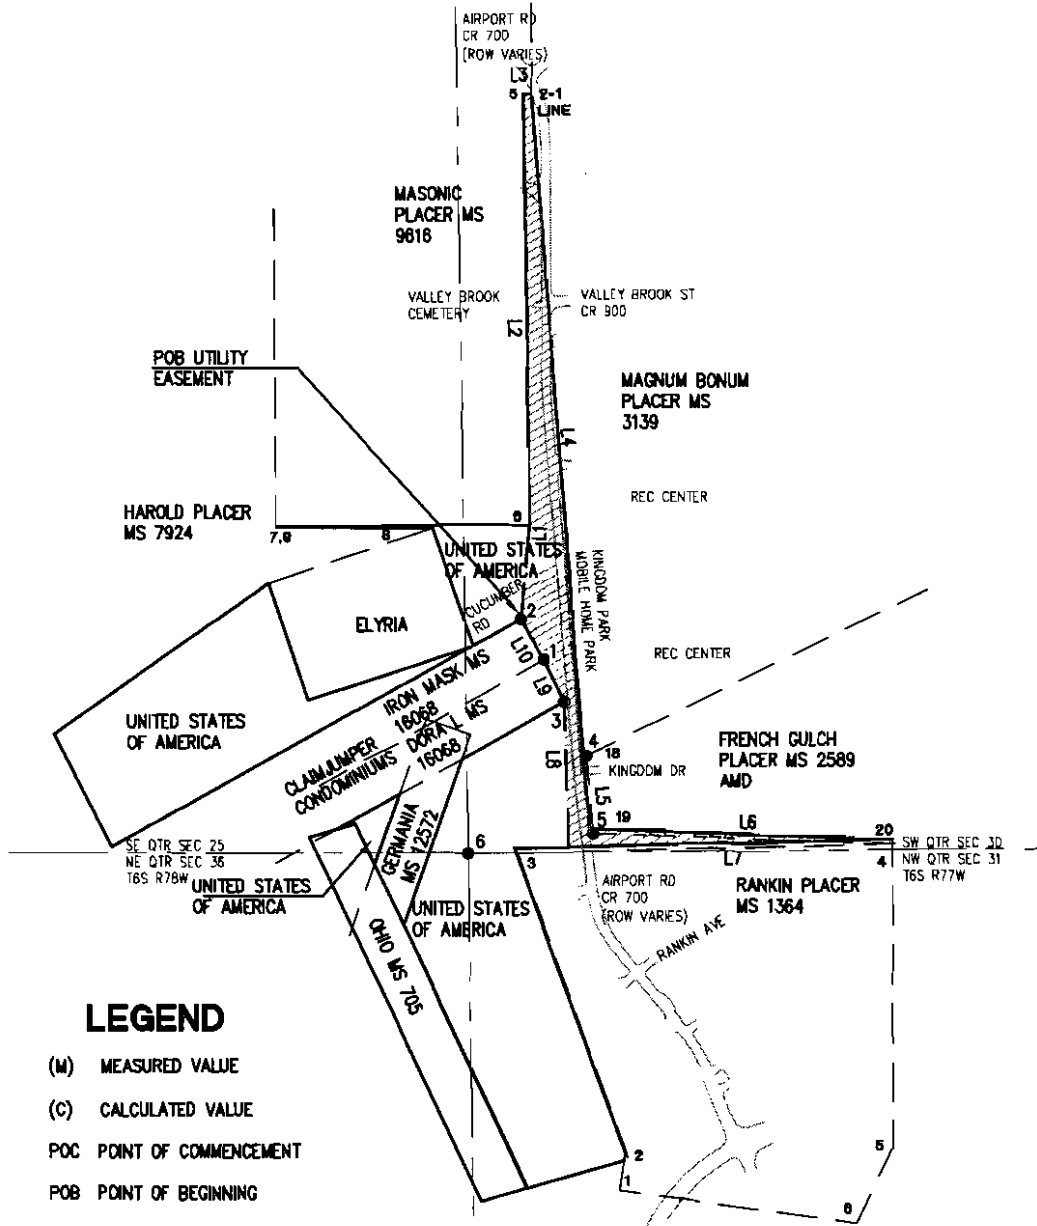 AIRPORT RD
CR 700
(ROW VARIES)
L3
5
2-1
LINE
MASONIC
PLACER MS
9616
VALLEY BROOK
CEMETERY
VALLEY BROOK ST
CR 900
L2
POB UTILITY
EASEMENT
MAGNUM BONUM
PLACER MS
3139
L4
REC CENTER
HAROLD PLACER
MS 7924
7,9
8
6
L1
UNITED STATES
OF AMERICA
KINGDOM PARK
MOBILE HOME PARK
CUCUMBER
RD
2
ELYRIA
L10
1
REC CENTER
IRON MASK MS
16068
L9
3
UNITED STATES
OF AMERICA
CLAIMJUMPER
CONDOMINIUMS
DORA L MS
16068
4
18
FRENCH GULCH
PLACER MS 2589
AMD
L8
KINGDOM DR
L5
5
19
L6
20
GERMANIA
MS 12572
SE QTR SEC 25
NE QTR SEC 36
T6S R78W
6
3
L7
4
SW QTR SEC 30
NW QTR SEC 31
T6S R77W
UNITED STATES
OF AMERICA
AIRPORT RD
CR 700
(ROW VARIES)
RANKIN PLACER
MS 1364
UNITED STATES
OF AMERICA
RANKIN AVE
OHIO MS 705
LEGEND
(M) MEASURED VALUE
(C) CALCULATED VALUE
POC POINT OF COMMENCEMENT
POB POINT OF BEGINNING
2
1
5
6